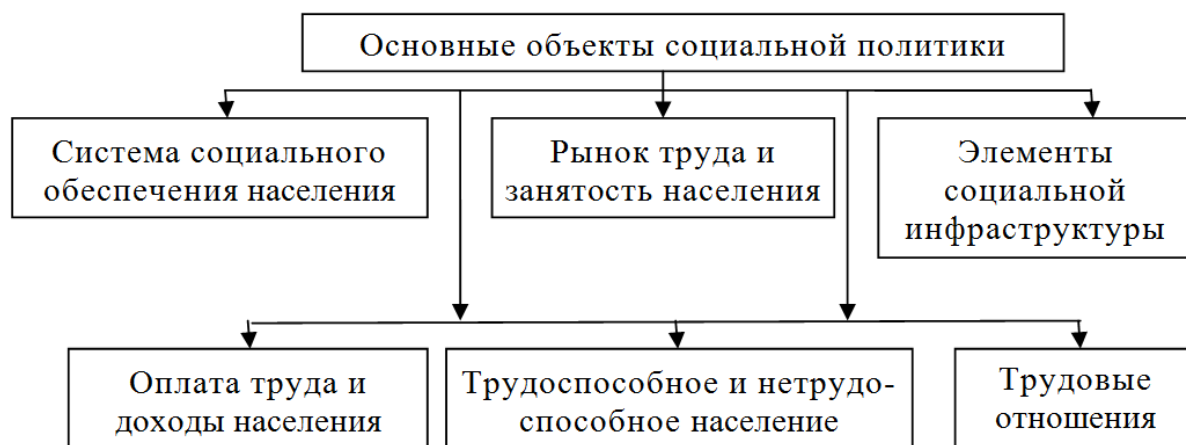 Основные объекты социальной политики
Система социального
обеспечения населения
Рынок труда и
занятость населения
Элементы
социальной
инфраструктуры
Оплата труда и
доходы населения
Трудоспособное и нетрудо-
способное население
Трудовые
отношения